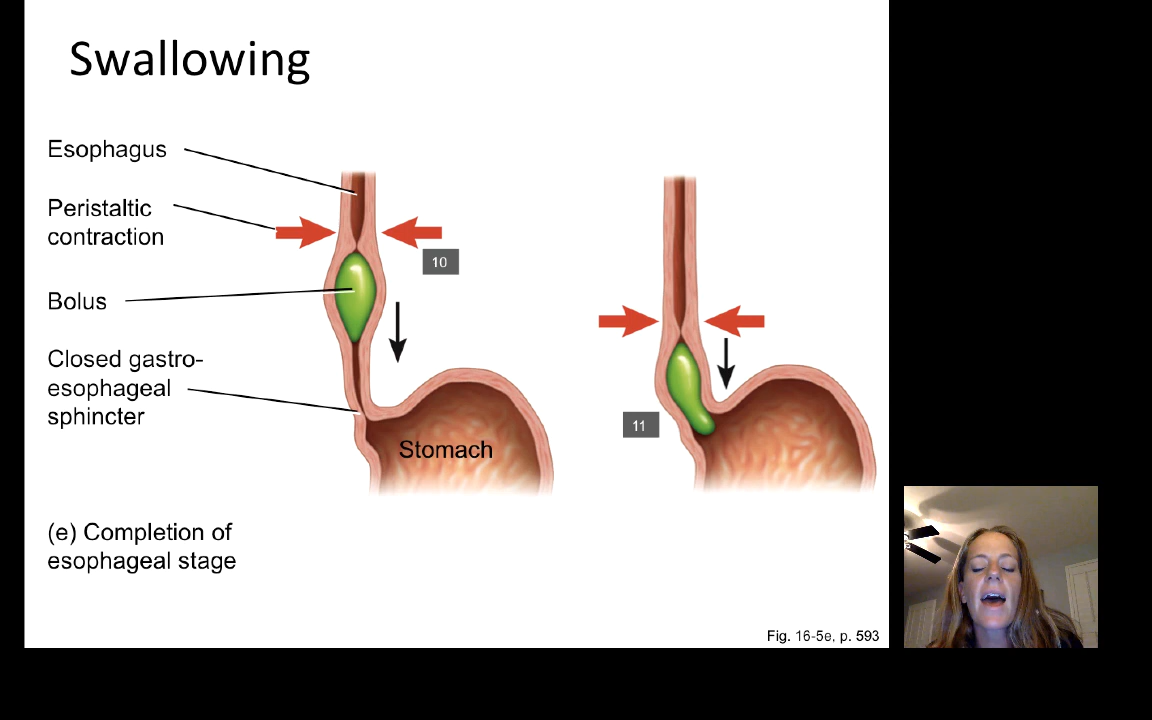 Swallowing
Esophagus
Peristaltic
contraction
10
Bolus
Closed gastro-
esophageal
sphincter
11
Stomach
(e) Completion of
esophageal stage
Fig. 16-5e, p. 593